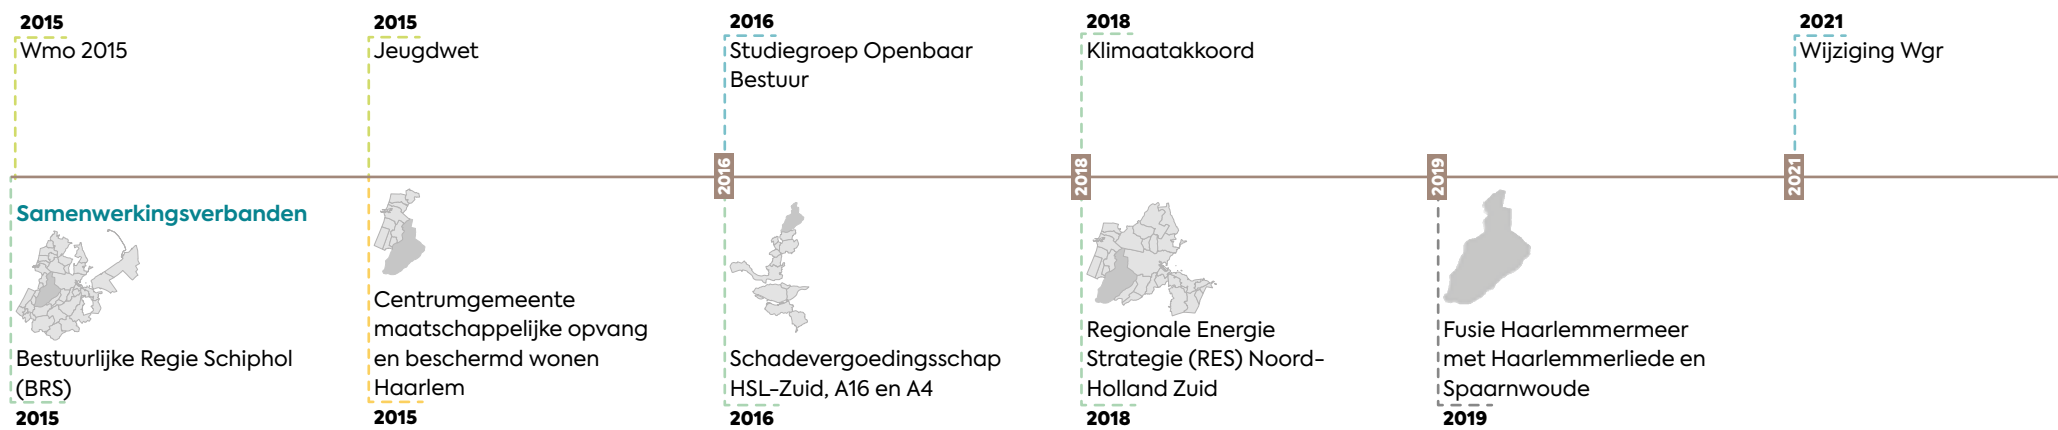 2015
Wmo 2015
2015
Jeugdwet
2016
Studiegroep Openbaar
Bestuur
2018
Klimaatakkoord
2021
Wijziging Wgr
2016
2018
2019
2021
Samenwerkingsverbanden
Bestuurlijke Regie Schiphol
(BRS)
2015
Centrumgemeente
maatschappelijke opvang
en beschermd wonen
Haarlem
2015
Schadevergoedingsschap
HSL-Zuid, A16 en A4
2016
Regionale Energie
Strategie (RES) Noord-
Holland Zuid
2018
Fusie Haarlemmermeer
met Haarlemmerliede en
Spaarnwoude
2019